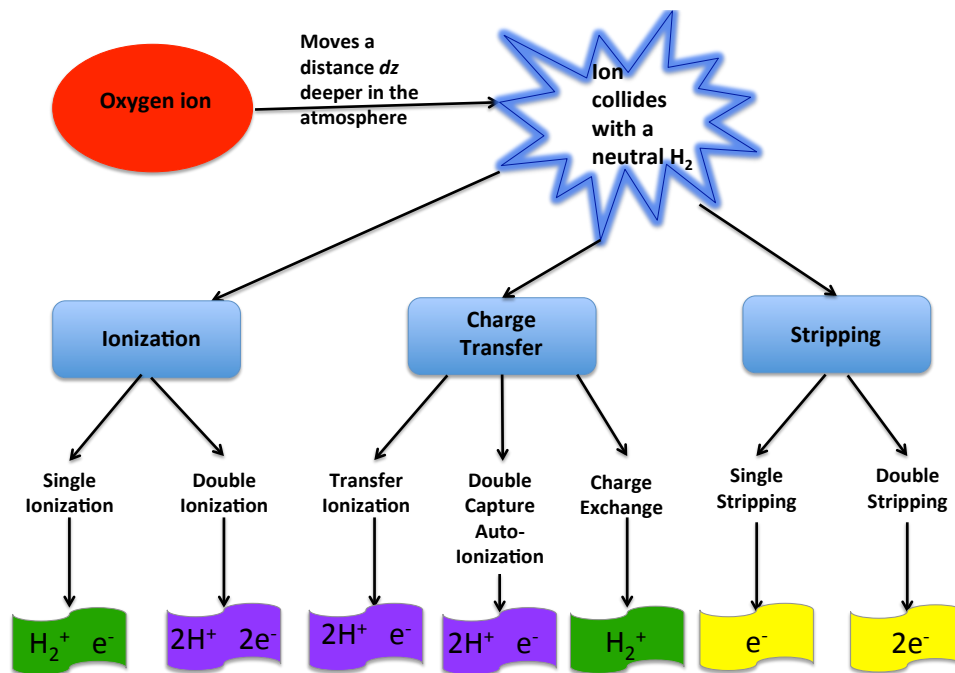 Oxygen ion
Moves a
distance dz
deeper in the
atmosphere
Ion
collides
with a
neutral H₂
Ionization
Charge
Transfer
Stripping
Single
Ionization
Double
Ionization
Transfer
Ionization
Double
Capture
Auto-
Ionization
Charge
Exchange
Single
Stripping
Double
Stripping
H₂⁺ e⁻
2H⁺ 2e⁻
2H⁺ e⁻
2H⁺ e⁻
H₂⁺
e⁻
2e⁻